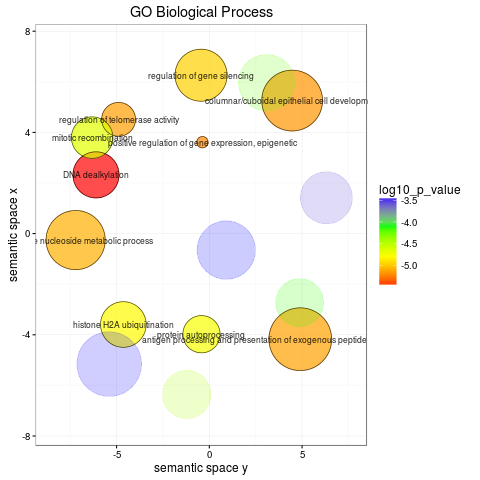 GO Biological Process
8
regulation of gene silencing
columnar/cuboidal epithelial cell developm
regulation of telomerase activity
4
mitotic recombination
positive regulation of gene expression, epigenetic
DNA dealkylation
log10_p_value
-3.5
-4.0
-4.5
-5.0
semantic space x
0
e nucleoside metabolic process
histone H2A ubiquitination
protein autoprocessing
-4
antigen processing and presentation of exogenous peptide
-8
-5
0
5
semantic space y